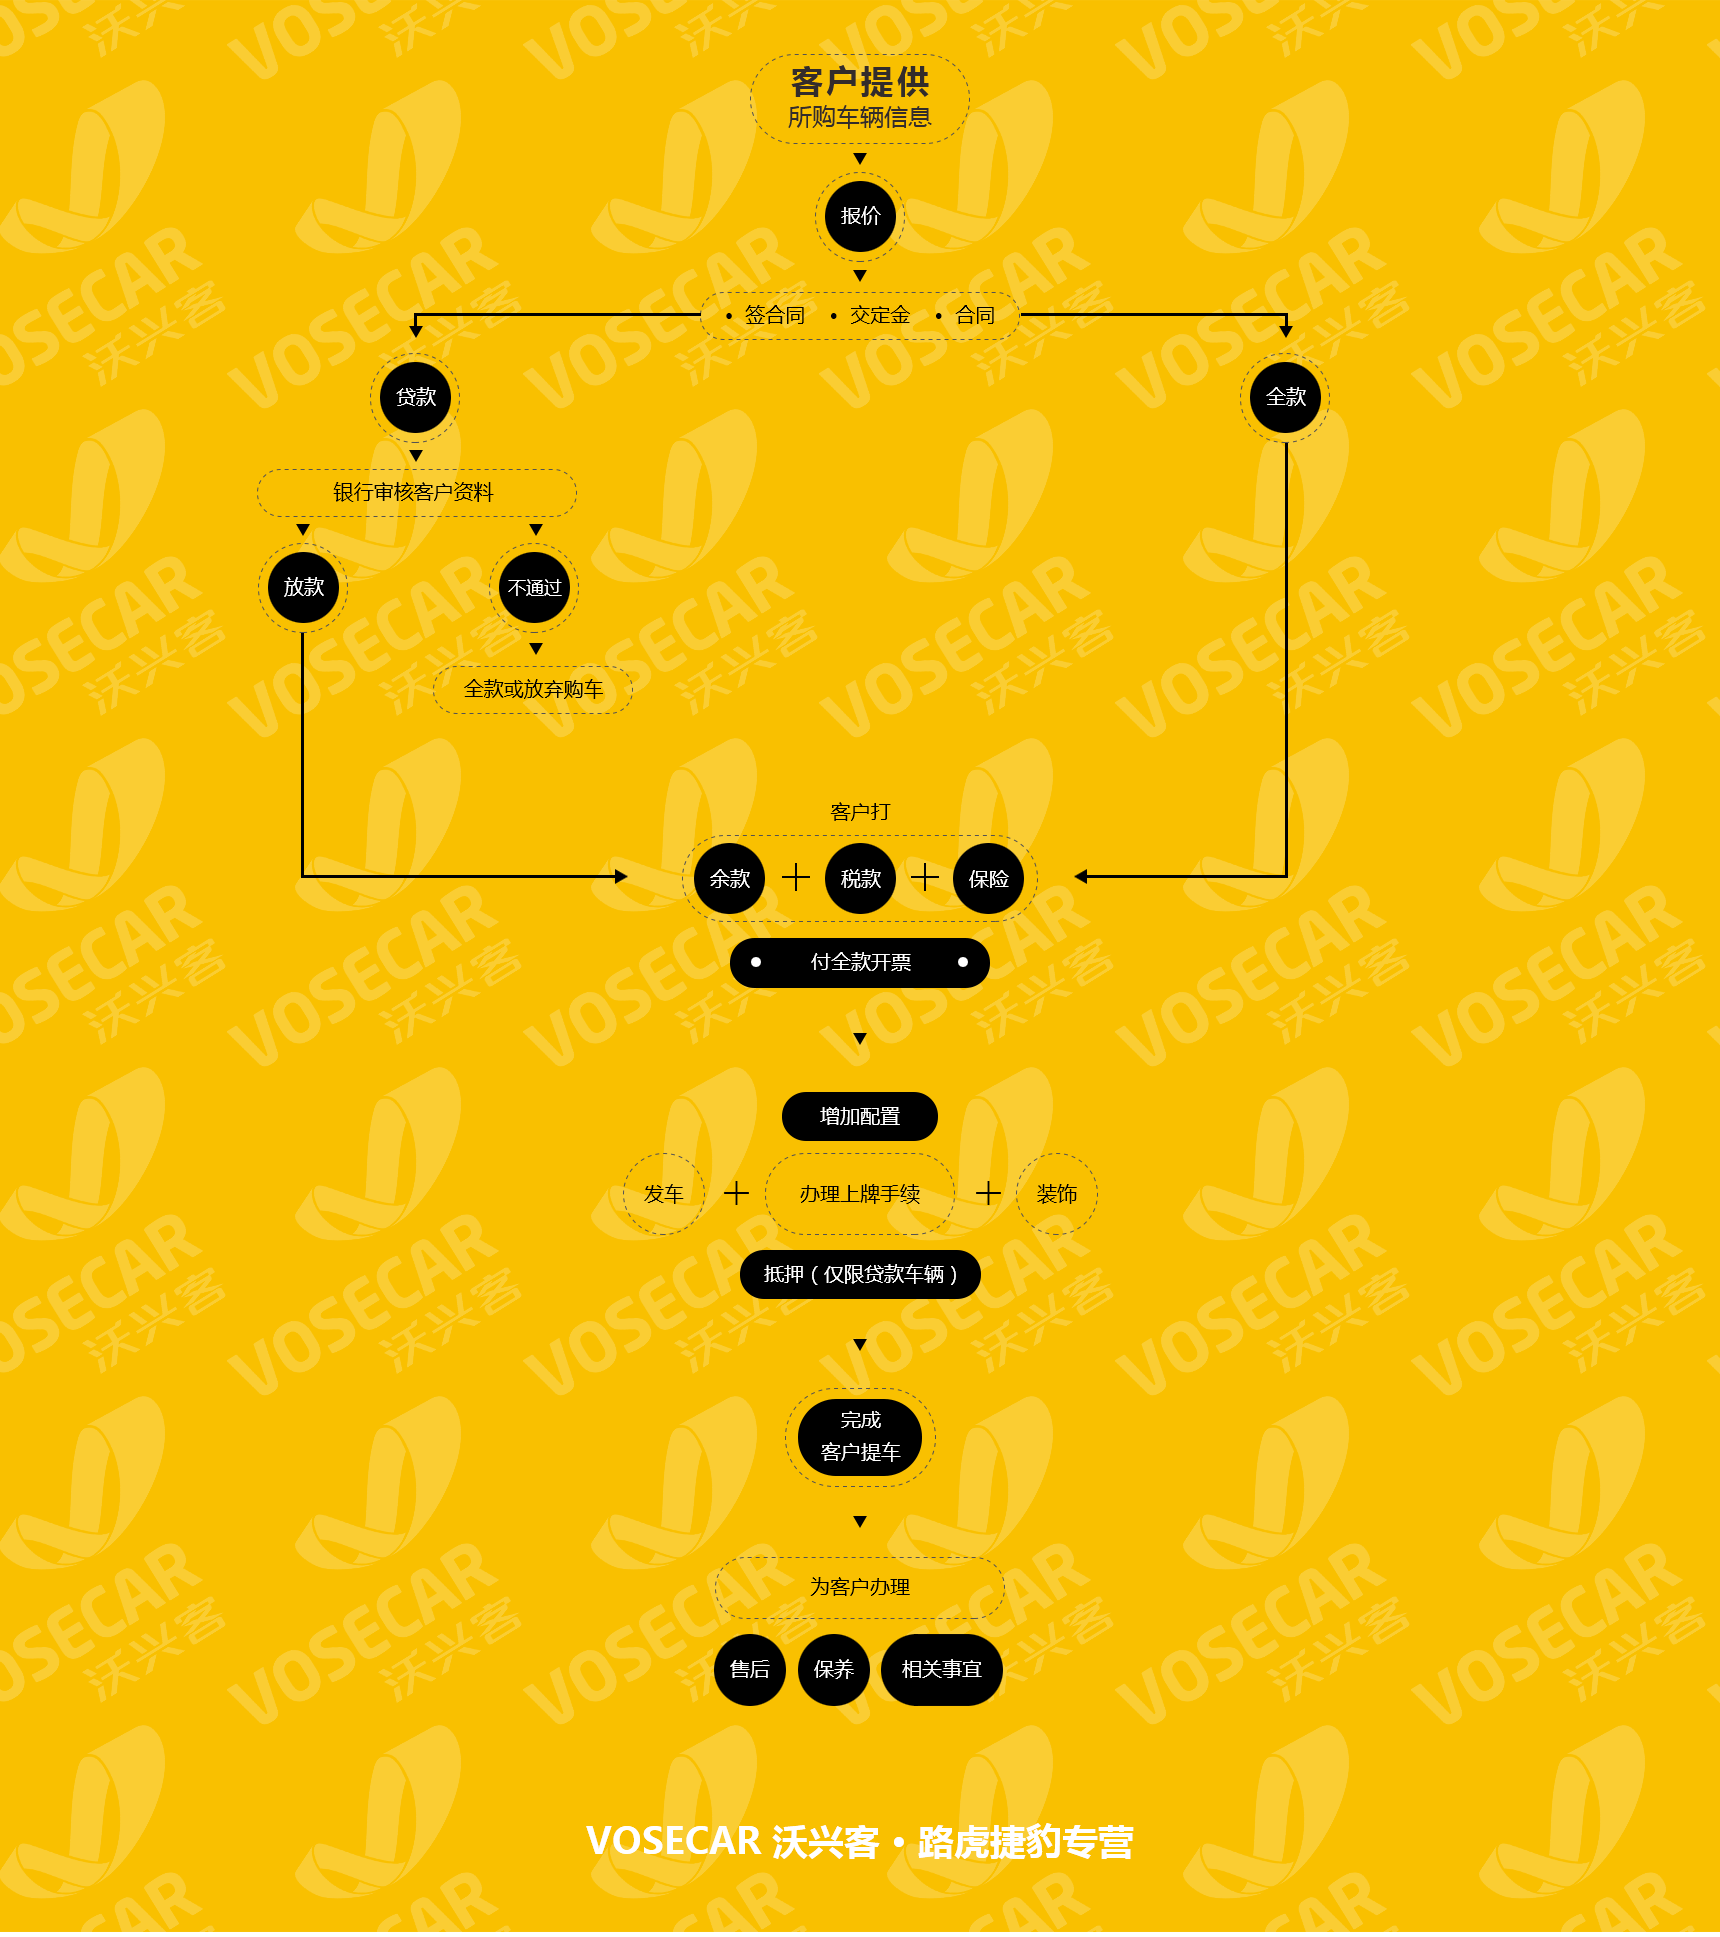 客户提供
所购车辆信息
报价
• 签合同 • 交定金 • 合同
贷款
全款
银行审核客户资料
放款
不通过
全款或放弃购车
客户打
余款 + 税款 + 保险
付全款开票
增加配置
发车 + 办理上牌手续 + 装饰
抵押（仅限贷款车辆）
完成
客户提车
为客户办理
售后 保养 相关事宜
VOSECAR 沃兴客 • 路虎捷豹专营